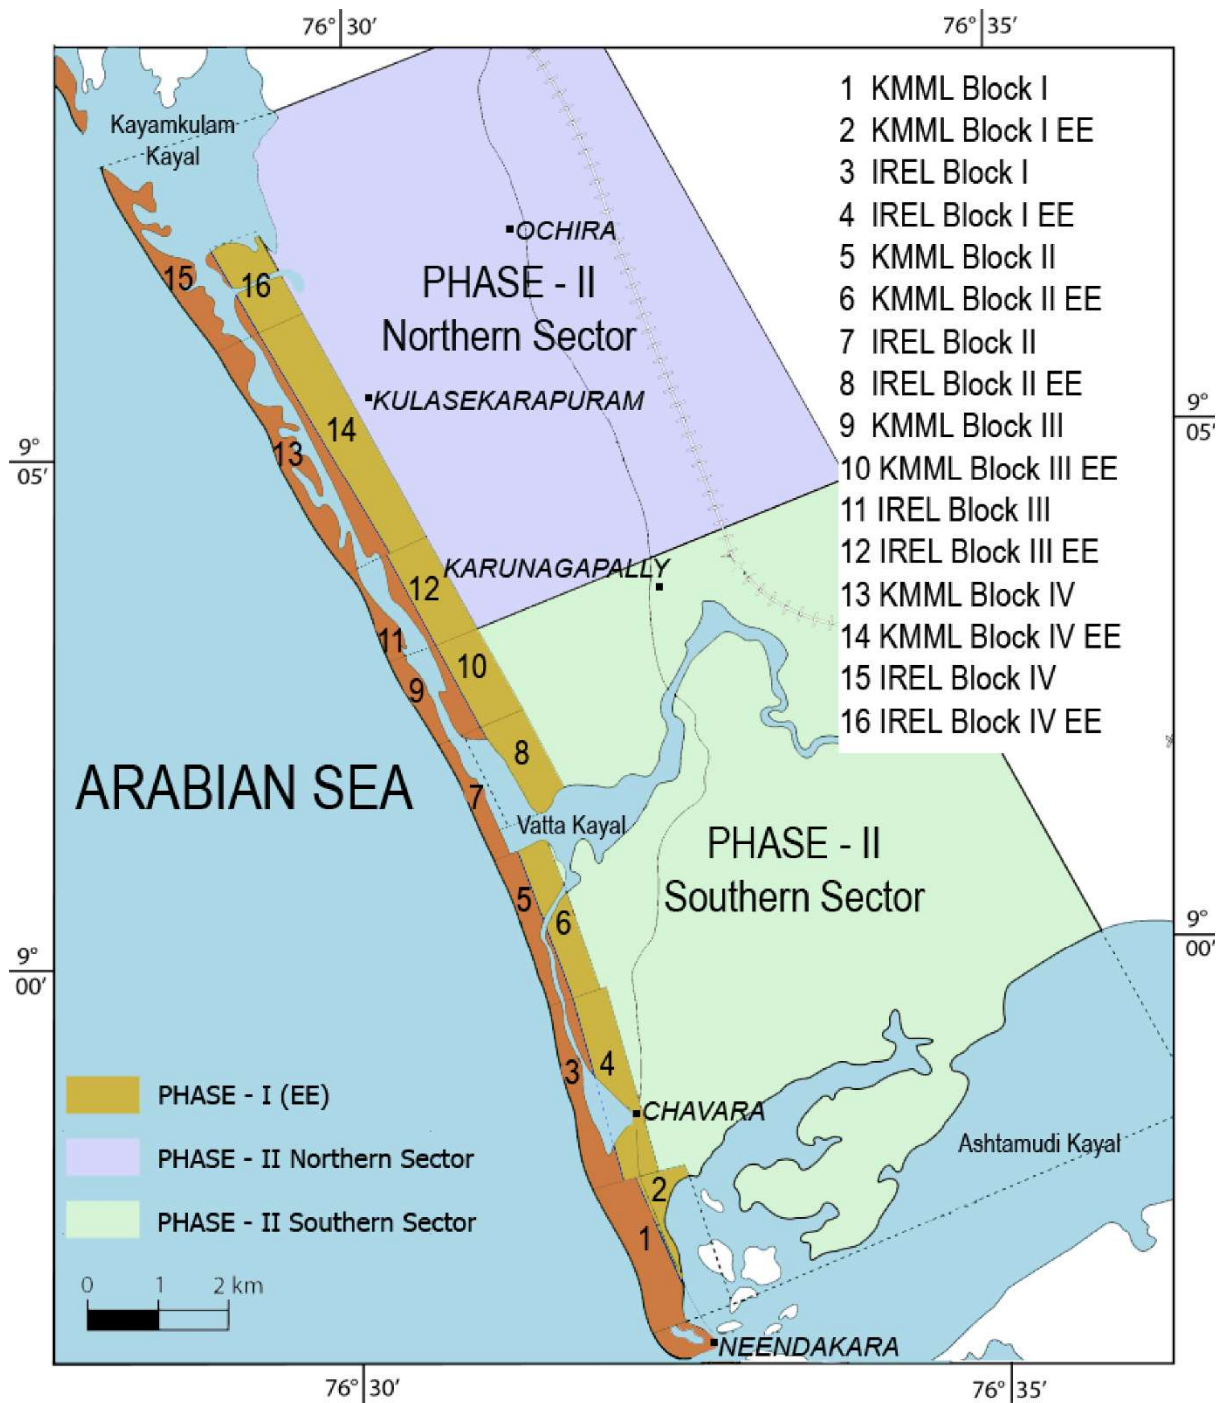 76° 30′
76° 35′
Kayamkulam
Kayal
1 KMML Block I
2 KMML Block I EE
3 IREL Block I
4 IREL Block I EE
5 KMML Block II
6 KMML Block II EE
7 IREL Block II
8 IREL Block II EE
9 KMML Block III
10 KMML Block III EE
11 IREL Block III
12 IREL Block III EE
13 KMML Block IV
14 KMML Block IV EE
15 IREL Block IV
16 IREL Block IV EE
OCHIRA
PHASE - II
Northern Sector
KULASEKARAPURAM
9°
05′
9°
05′
KARUNAGAPALLY
15
16
14
13
12
11
10
9
8
7
ARABIAN SEA
Vatta Kayal
PHASE - II
Southern Sector
5
6
9°
00′
9°
00′
4
3
CHAVARA
2
1
Ashtamudi Kayal
PHASE - I (EE)
PHASE - II Northern Sector
PHASE - II Southern Sector
0 1 2 km
NEENDAKARA
76° 30′
76° 35′